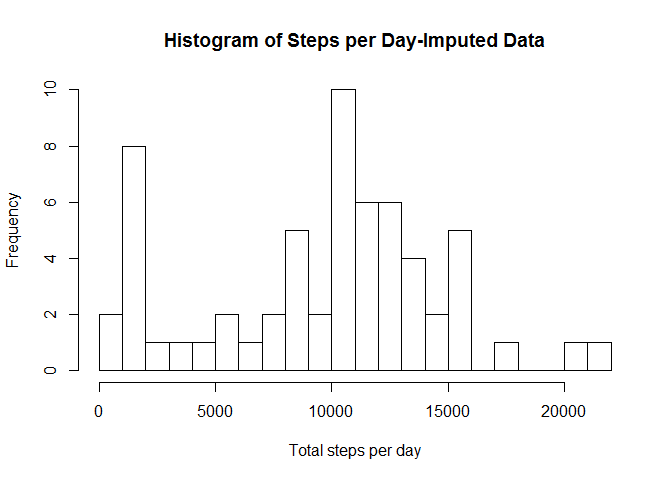 Histogram of Steps per Day-Imputed Data
Frequency
10
8
6
4
2
0
0 5000 10000 15000 20000
Total steps per day